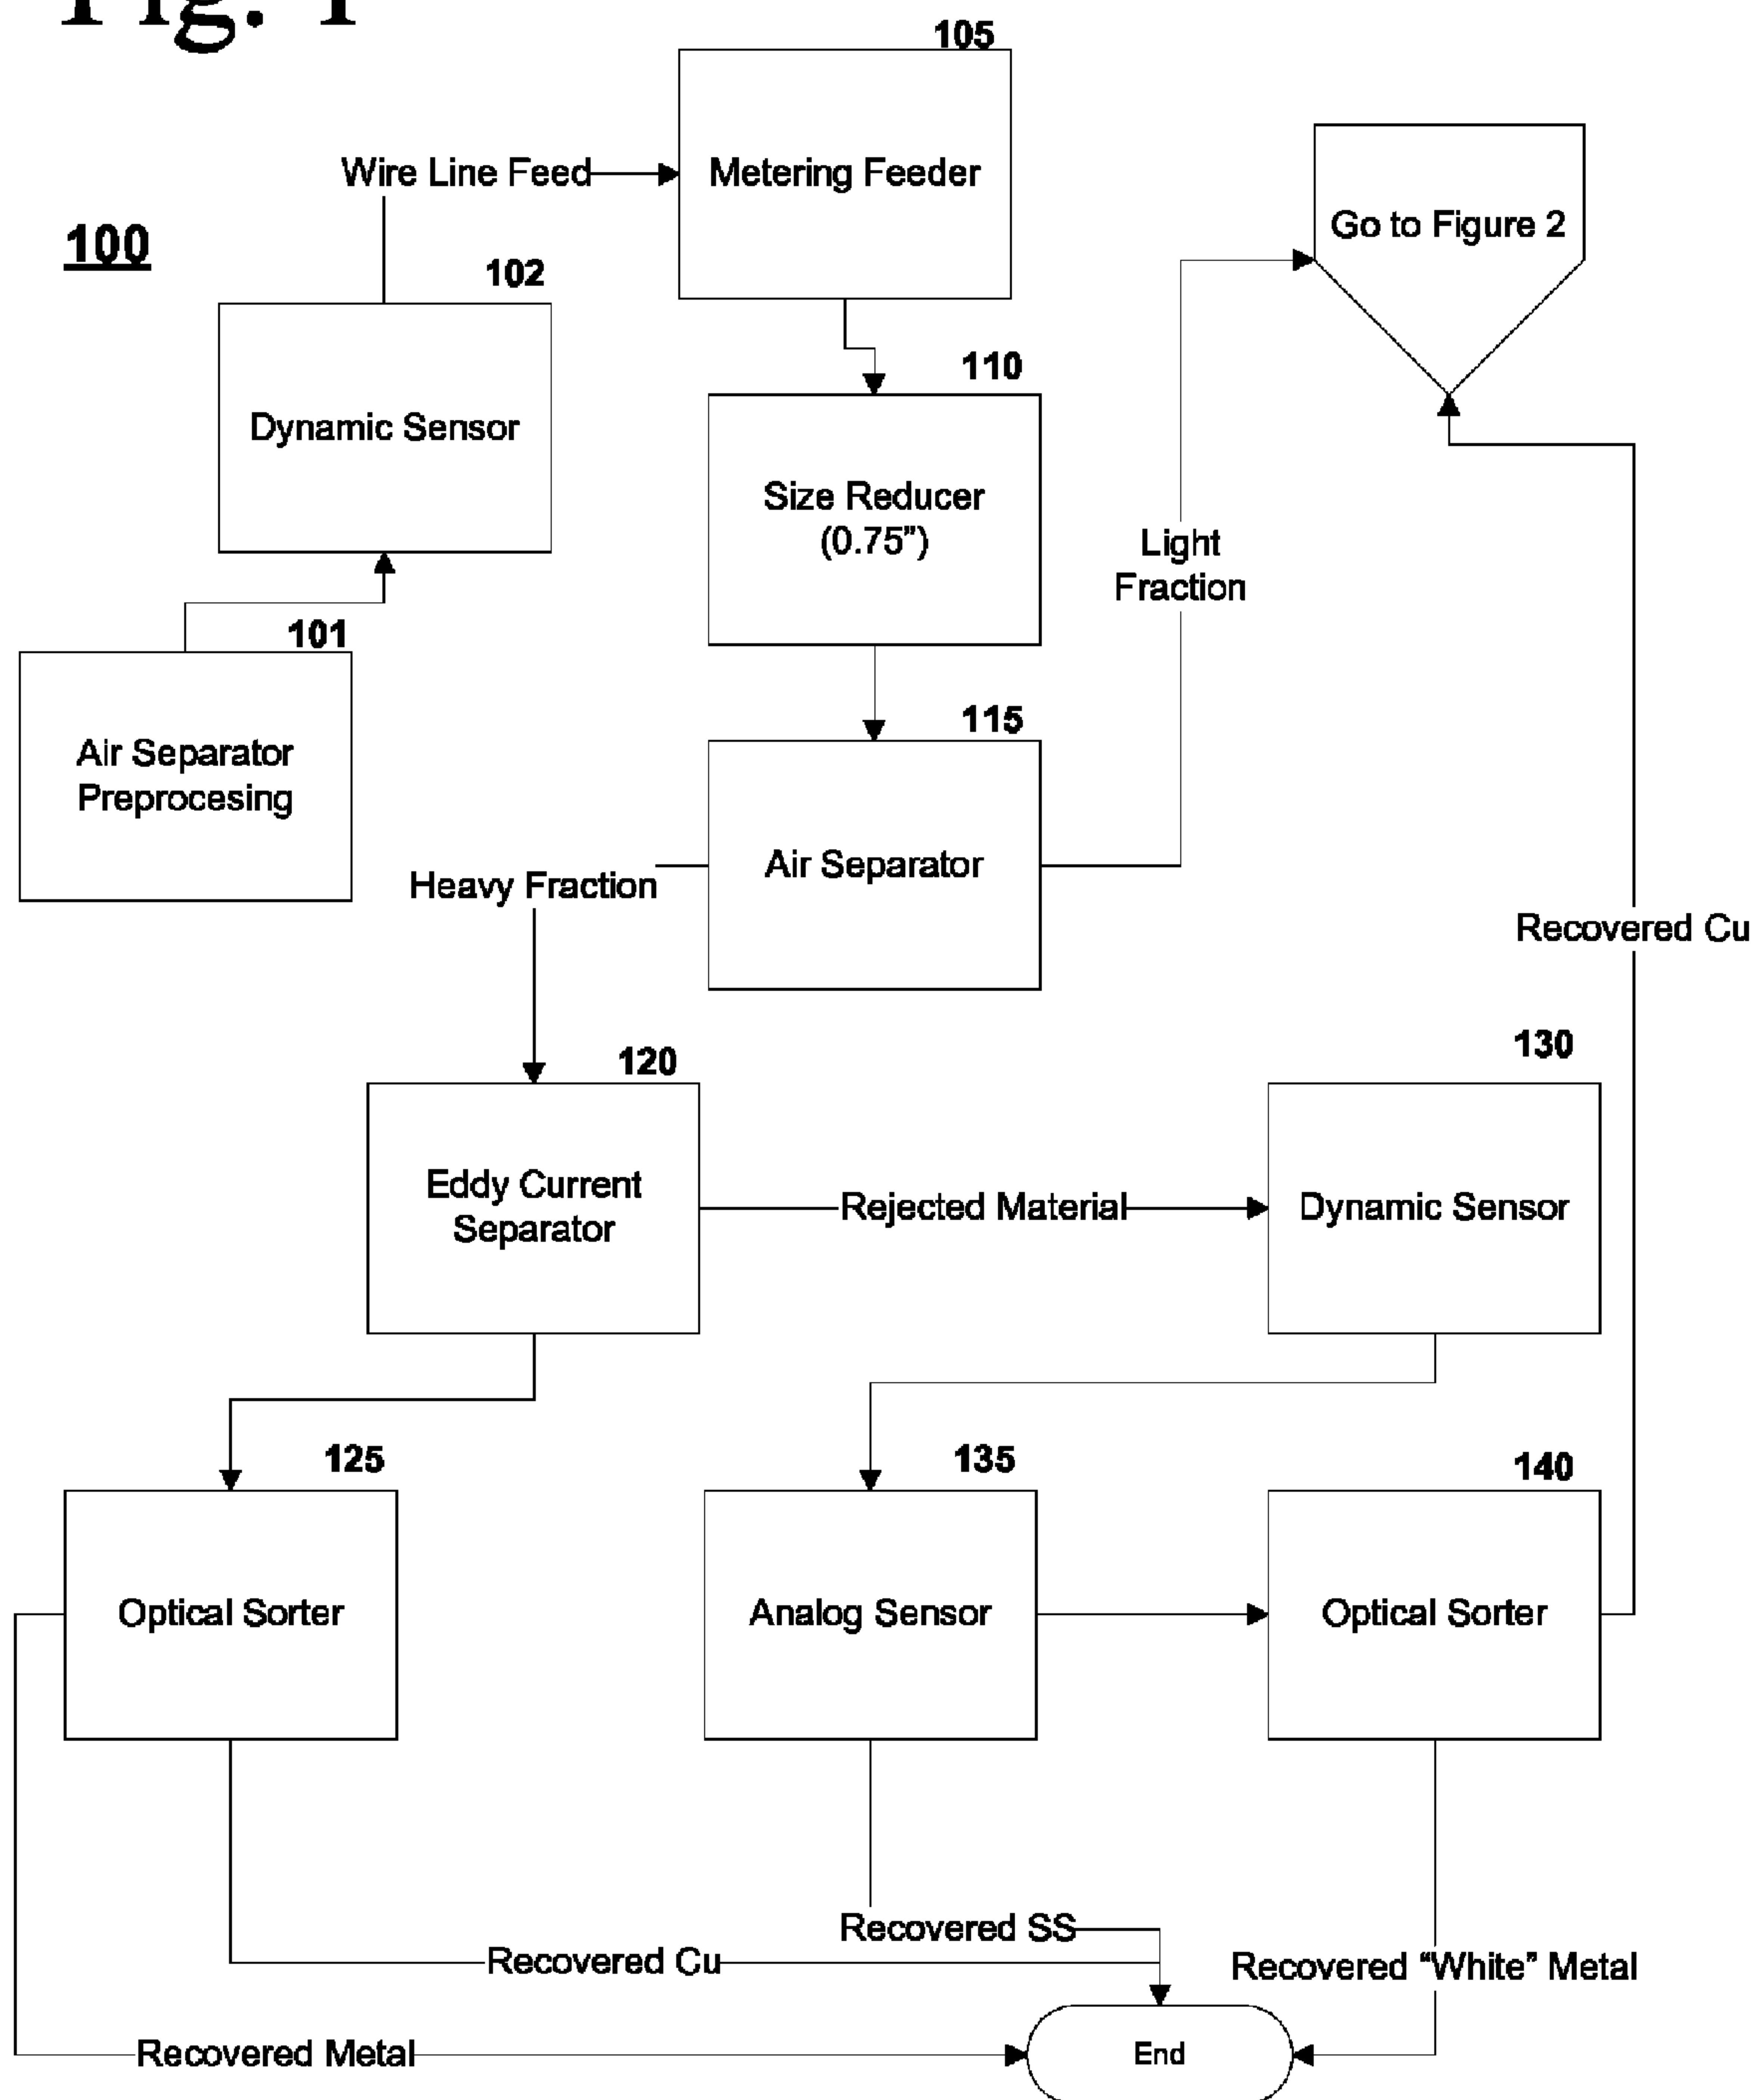 Fig. 1
105
Wire Line Feed
Metering Feeder
Go to Figure 2
100
102
Dynamic Sensor
110
Size Reducer
(0.75”)
Light
Fraction
101
Air Separator
Preprocesing
115
Air Separator
Heavy Fraction
Recovered Cu
120
Eddy Current
Separator
Rejected Material
130
Dynamic Sensor
125
Optical Sorter
135
Analog Sensor
140
Optical Sorter
Recovered SS
Recovered Cu
Recovered “White” Metal
Recovered Metal
End